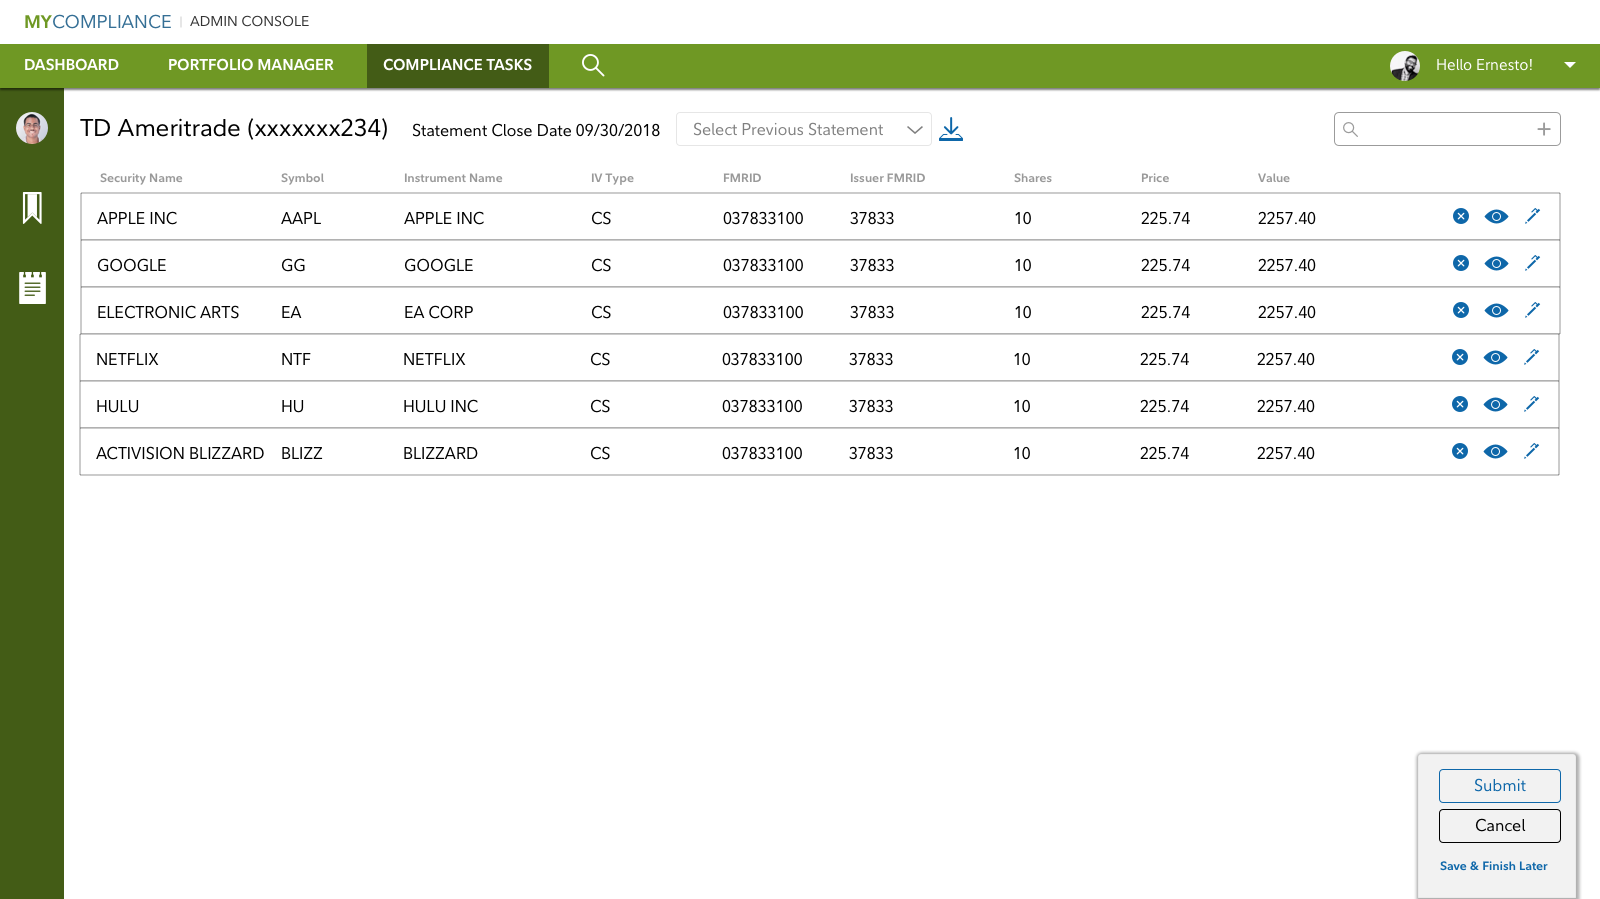 MYCOMPLIANCE | ADMIN CONSOLE
DASHBOARD PORTFOLIO MANAGER COMPLIANCE TASKS Hello Ernesto!
TD Ameritrade (xxxxxxx234) Statement Close Date 09/30/2018 Select Previous Statement
Security Name Symbol Instrument Name IV Type FMRID Issuer FMRID Shares Price Value
APPLE INC AAPL APPLE INC CS 037833100 37833 10 225.74 2257.40
GOOGLE GG GOOGLE CS 037833100 37833 10 225.74 2257.40
ELECTRONIC ARTS EA EA CORP CS 037833100 37833 10 225.74 2257.40
NETFLIX NTF NETFLIX CS 037833100 37833 10 225.74 2257.40
HULU HU HULU INC CS 037833100 37833 10 225.74 2257.40
ACTIVISION BLIZZARD BLIZZ BLIZZARD CS 037833100 37833 10 225.74 2257.40
Submit
Cancel
Save & Finish Later